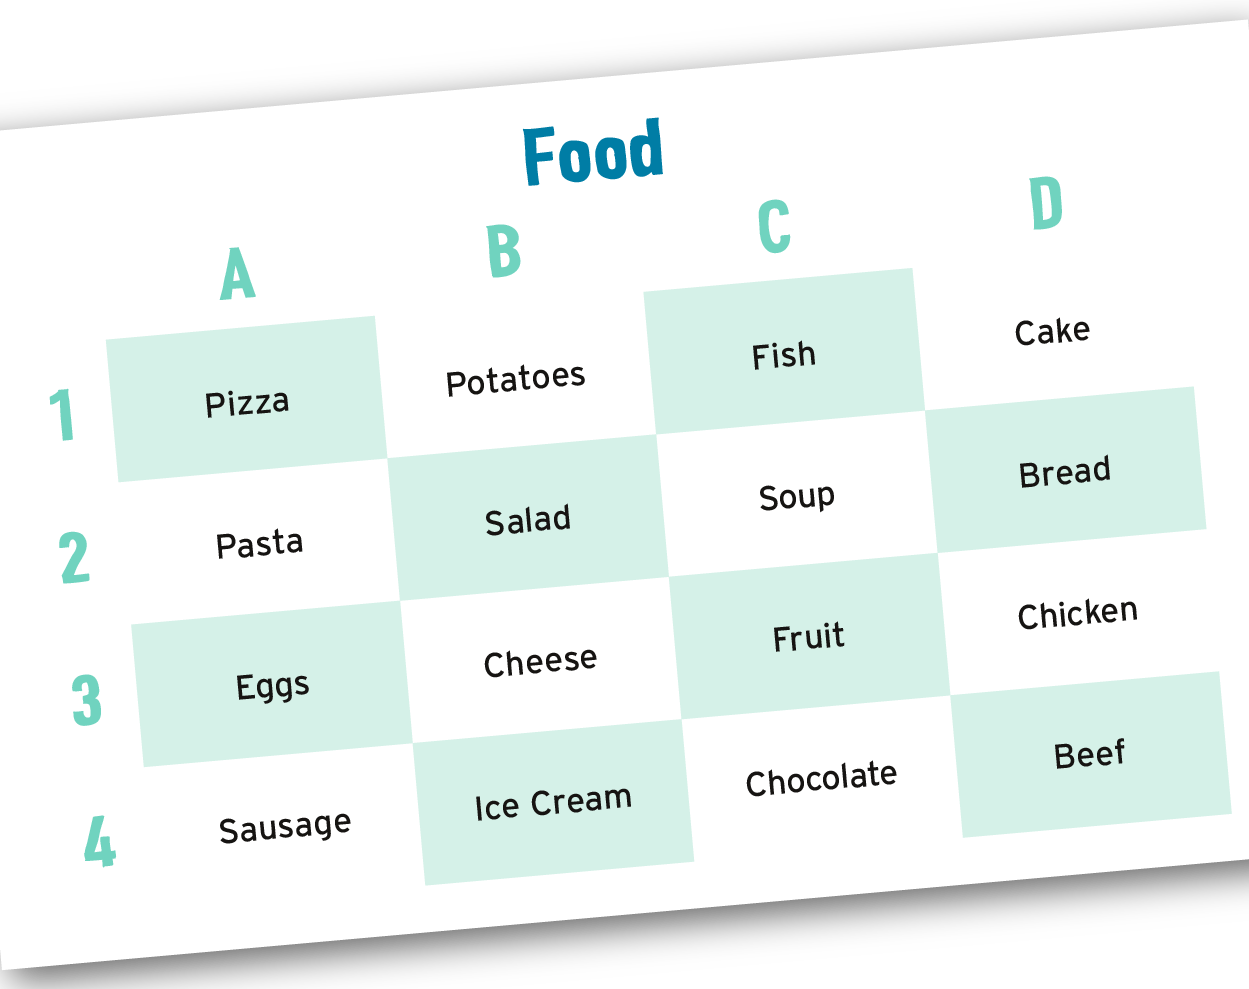 Food
A B C D
1 Pizza Potatoes Fish Cake
2 Pasta Salad Soup Bread
3 Eggs Cheese Fruit Chicken
4 Sausage Ice Cream Chocolate Beef